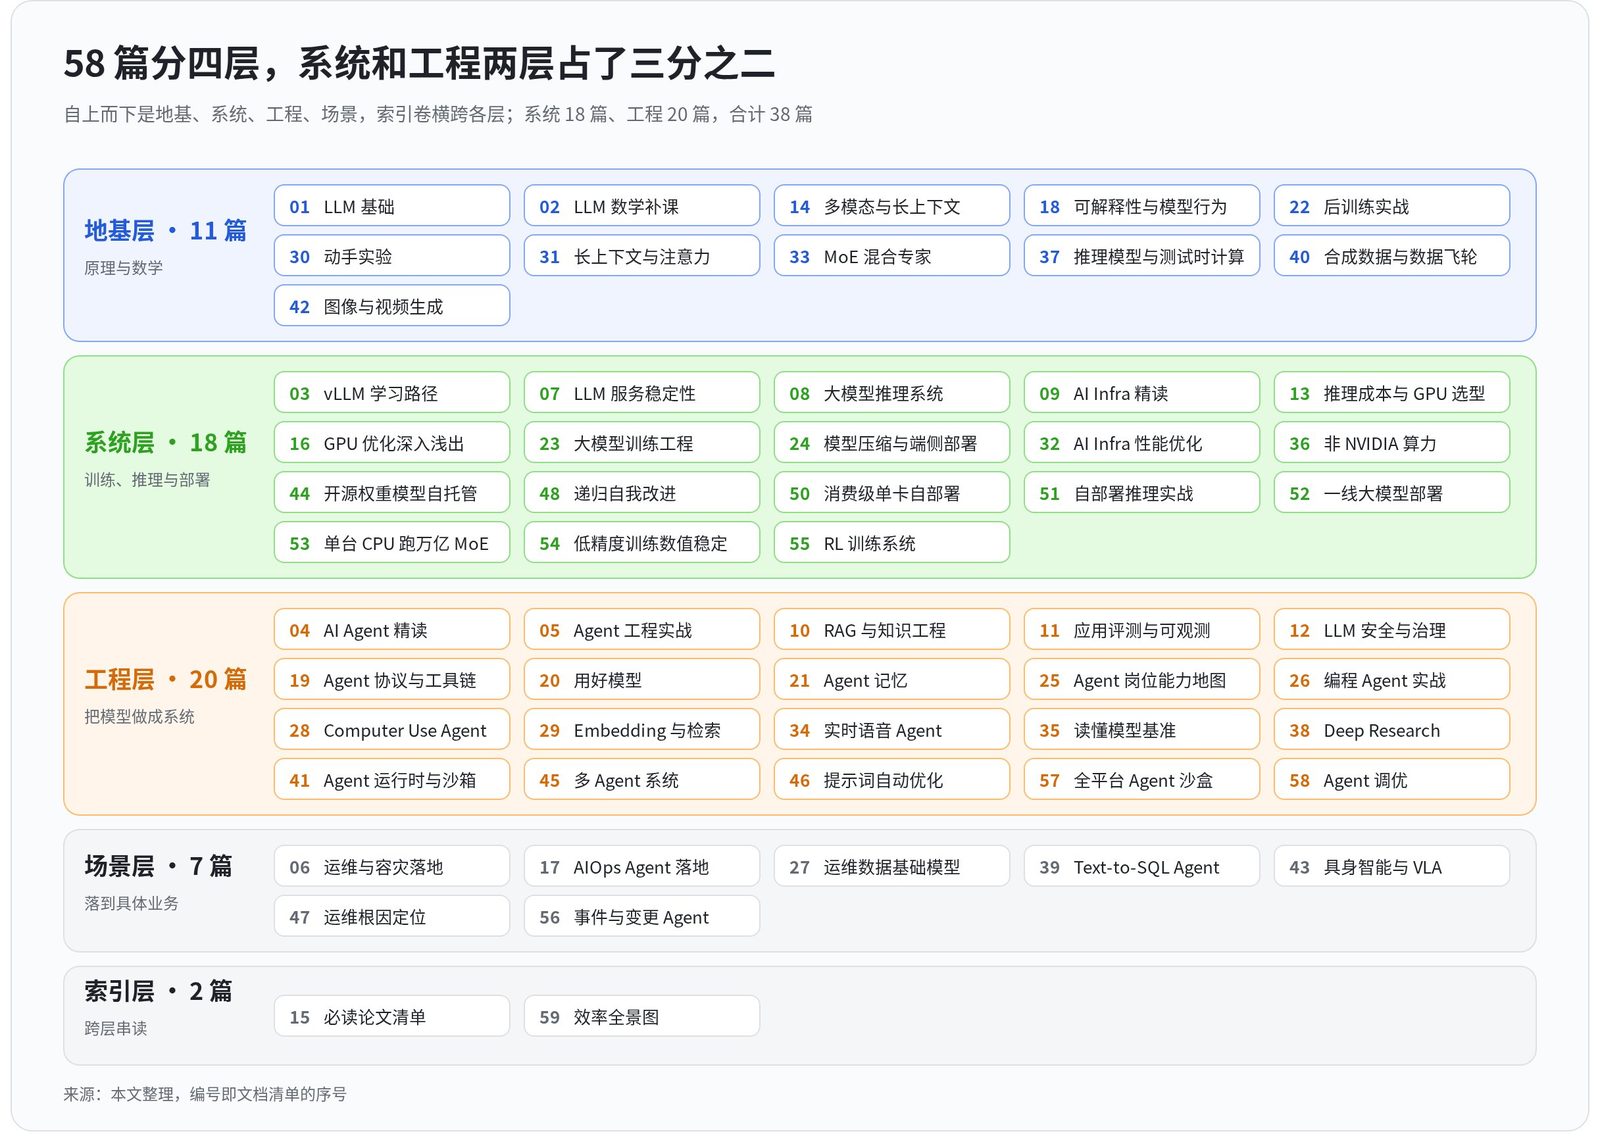 58 篇分四层，系统和工程两层占了三分之二
自上而下是地基、系统、工程、场景，索引卷横跨各层；系统 18 篇、工程 20 篇，合计 38 篇
地基层 · 11 篇
原理与数学
01 LLM 基础
02 LLM 数学补课
14 多模态与长上下文
18 可解释性与模型行为
22 后训练实战
30 动手实验
31 长上下文与注意力
33 MoE 混合专家
37 推理模型与测试时计算
40 合成数据与数据飞轮
42 图像与视频生成
系统层 · 18 篇
训练、推理与部署
03 vLLM 学习路径
07 LLM 服务稳定性
08 大模型推理系统
09 AI Infra 精读
13 推理成本与 GPU 选型
16 GPU 优化深入浅出
23 大模型训练工程
24 模型压缩与端侧部署
32 AI Infra 性能优化
36 非 NVIDIA 算力
44 开源权重模型自托管
48 递归自我改进
50 消费级单卡自部署
51 自部署推理实战
52 一线大模型部署
53 单台 CPU 跑万亿 MoE
54 低精度训练数值稳定
55 RL 训练系统
工程层 · 20 篇
把模型做成系统
04 AI Agent 精读
05 Agent 工程实战
10 RAG 与知识工程
11 应用评测与可观测
12 LLM 安全与治理
19 Agent 协议与工具链
20 用好模型
21 Agent 记忆
25 Agent 岗位能力地图
26 编程 Agent 实战
28 Computer Use Agent
29 Embedding 与检索
34 实时语音 Agent
35 读懂模型基准
38 Deep Research
41 Agent 运行时与沙箱
45 多 Agent 系统
46 提示词自动优化
57 全平台 Agent 沙盒
58 Agent 调优
场景层 · 7 篇
落到具体业务
06 运维与容灾落地
17 AIOps Agent 落地
27 运维数据基础模型
39 Text-to-SQL Agent
43 具身智能与 VLA
47 运维根因定位
56 事件与变更 Agent
索引层 · 2 篇
跨层串读
15 必读论文清单
59 效率全景图
来源：本文整理，编号即文档清单的序号